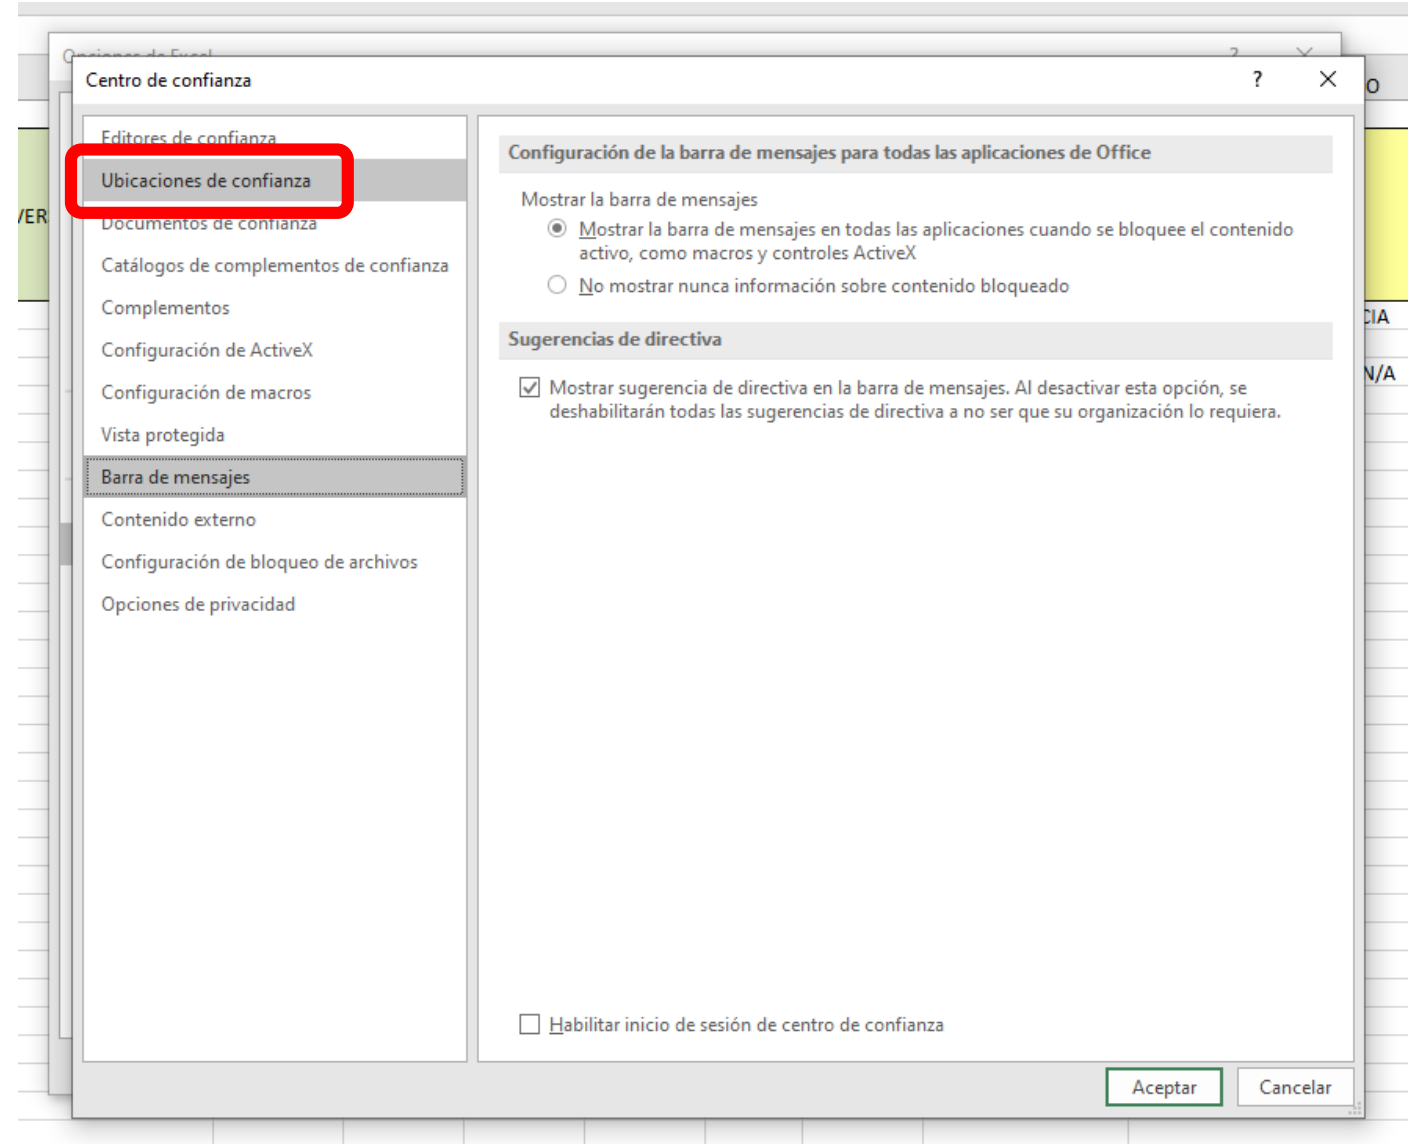 Centro de confianza
?
O
Editores de confianza
Ubicaciones de confianza
Documentos de confianza
Catálogos de complementos de confianza
Complementos
Configuración de ActiveX
Configuración de macros
Vista protegida
Barra de mensajes
Contenido externo
Configuración de bloqueo de archivos
Opciones de privacidad
Configuración de la barra de mensajes para todas las aplicaciones de Office
Mostrar la barra de mensajes
Mostrar la barra de mensajes en todas las aplicaciones cuando se bloquee el contenido
activo, como macros y controles ActiveX
No mostrar nunca información sobre contenido bloqueado
Sugerencias de directiva
Mostrar sugerencia de directiva en la barra de mensajes. Al desactivar esta opción, se
deshabilitarán todas las sugerencias de directiva a no ser que su organización lo requiera.
Habilitar inicio de sesión de centro de confianza
Aceptar
Cancelar
VER
CIA
N/A